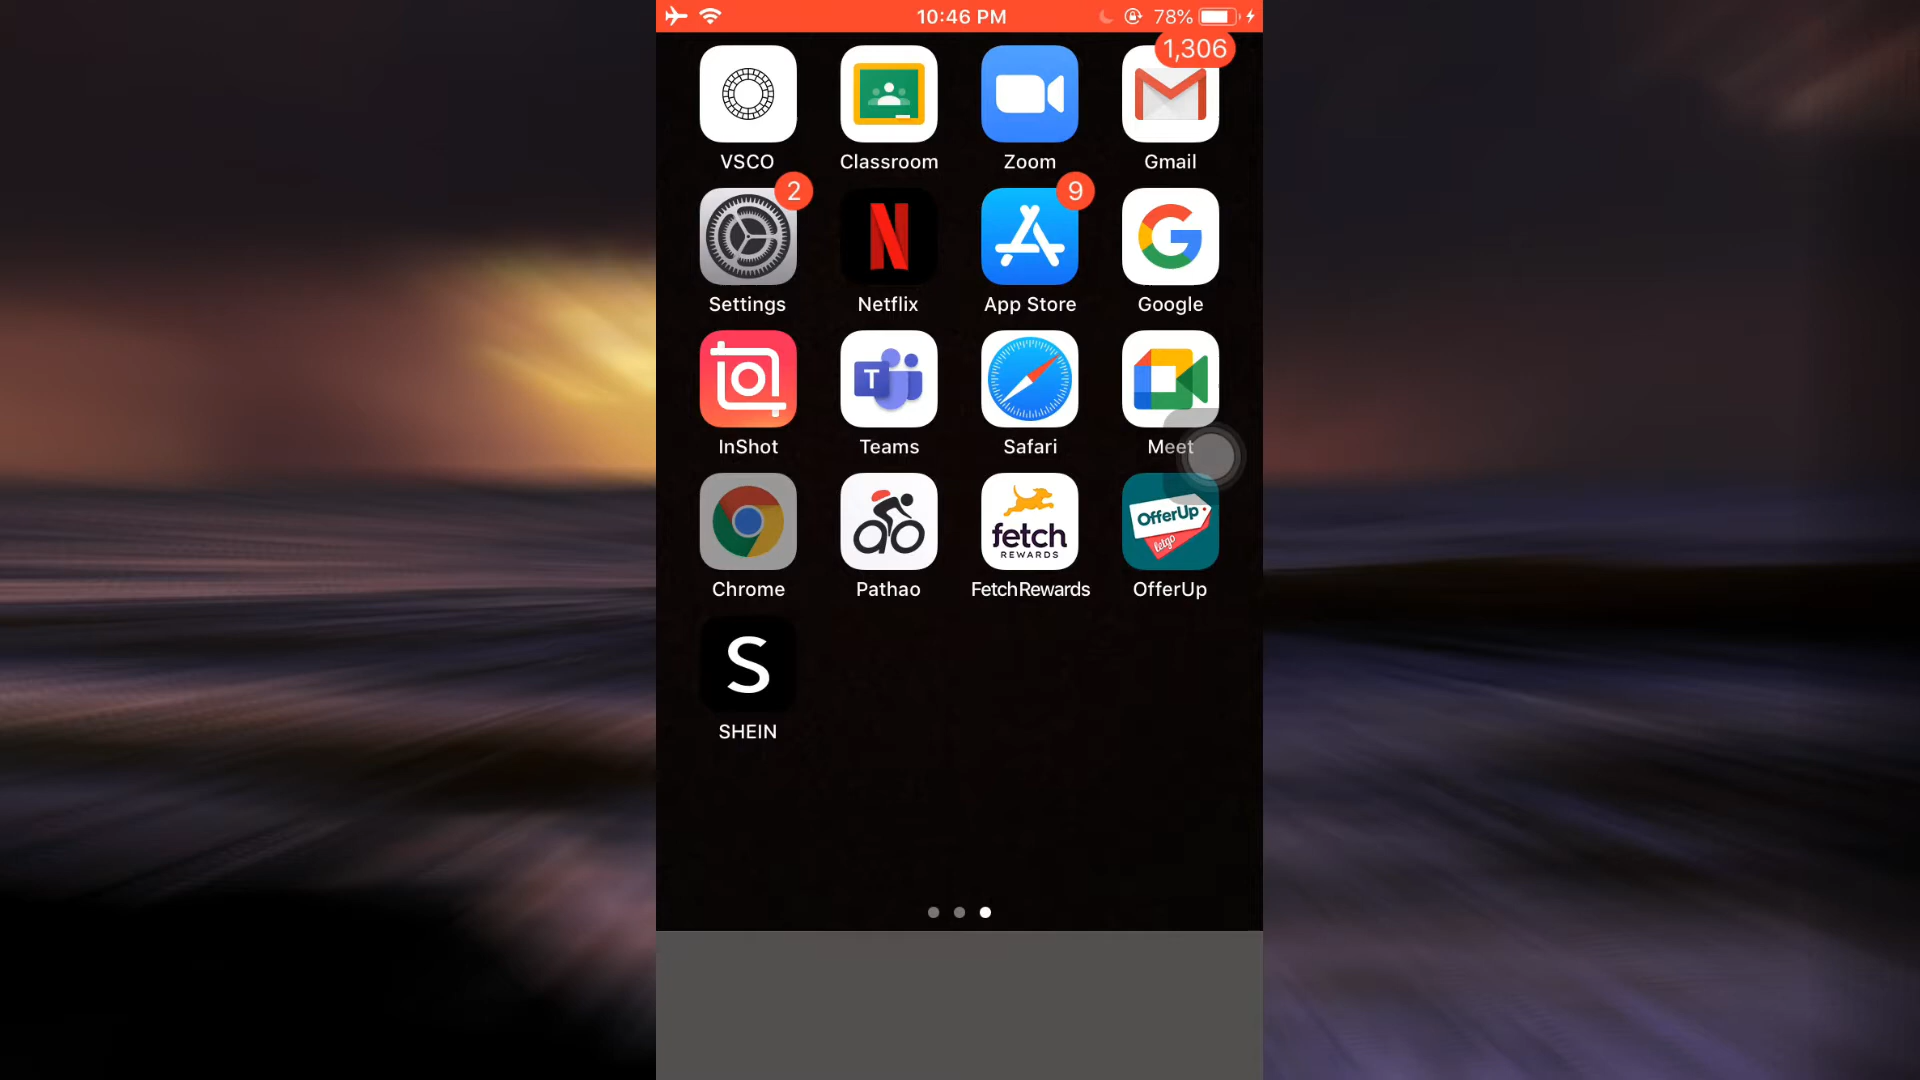 10:46 PM 78%
1,306
VSCO Classroom Zoom Gmail
2 9
N G
Settings Netflix App Store Google
T
InShot Teams Safari Meet
fetch REWARDS
OfferUp
letgo
Chrome Pathao FetchRewards OfferUp
S
SHEIN